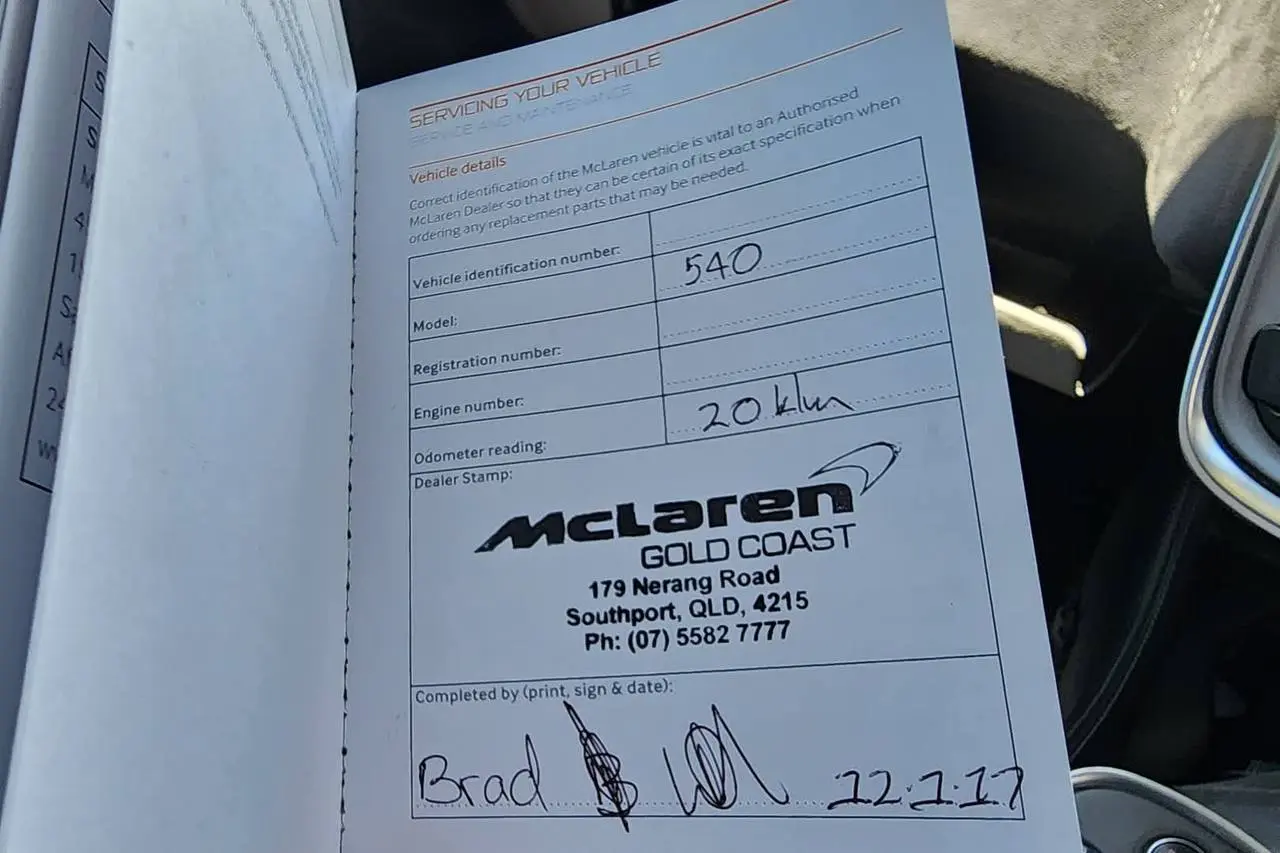 SERVICING YOUR VEHICLE
SERVICE AND MAINTENANCE
Vehicle details
Correct identification of the McLaren vehicle is vital to an Authorised
McLaren Dealer so that they can be certain of its exact specification when
ordering any replacement parts that may be needed.
Vehicle identification number:
Model: 540
Registration number:
Engine number:
Odometer reading: 20 klm
Dealer Stamp:
McLaren
GOLD COAST
179 Nerang Road
Southport, QLD, 4215
Ph: (07) 5582 7777
Completed by (print, sign & date):
Brad 12.1.17